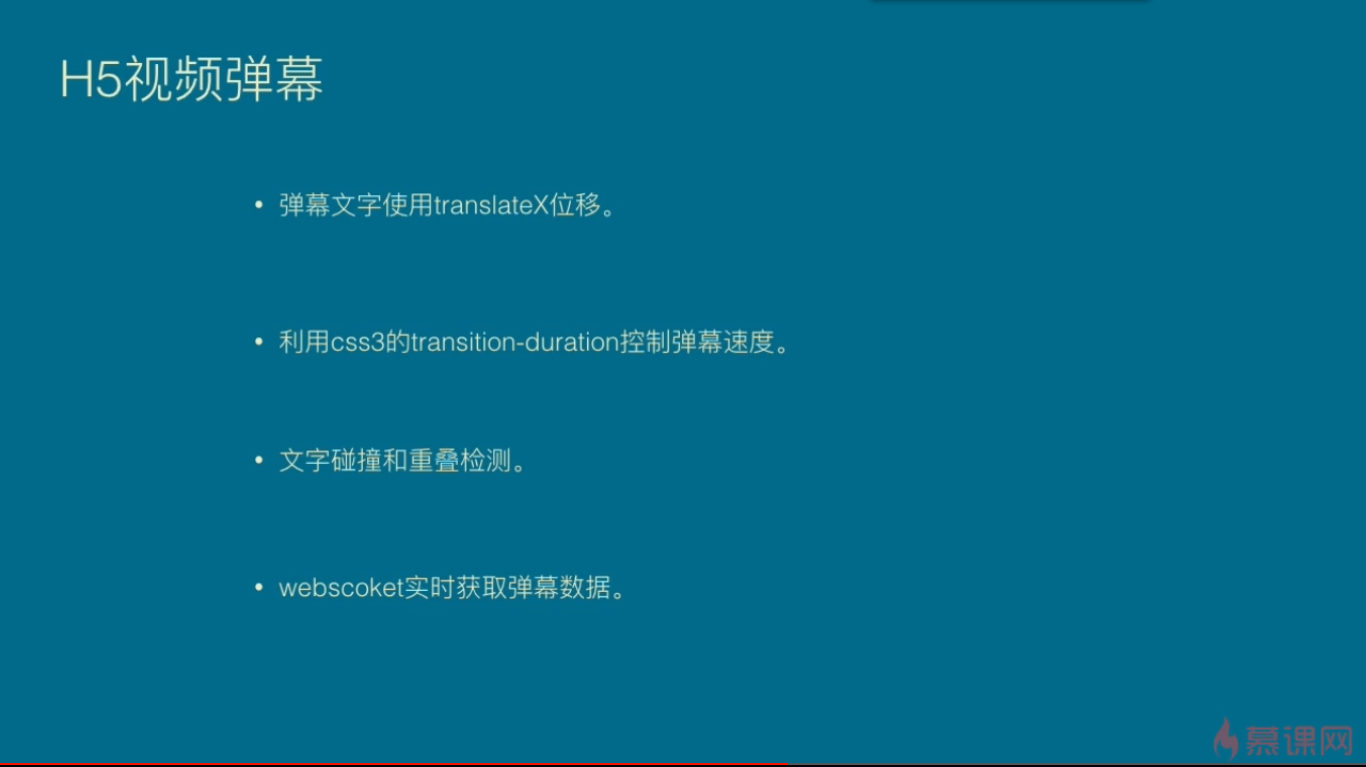 H5视频弹幕
• 弹幕文字使用translateX位移。
• 利用css3的transition-duration控制弹幕速度。
• 文字碰撞和重叠检测。
• webscoket实时获取弹幕数据。
慕课网